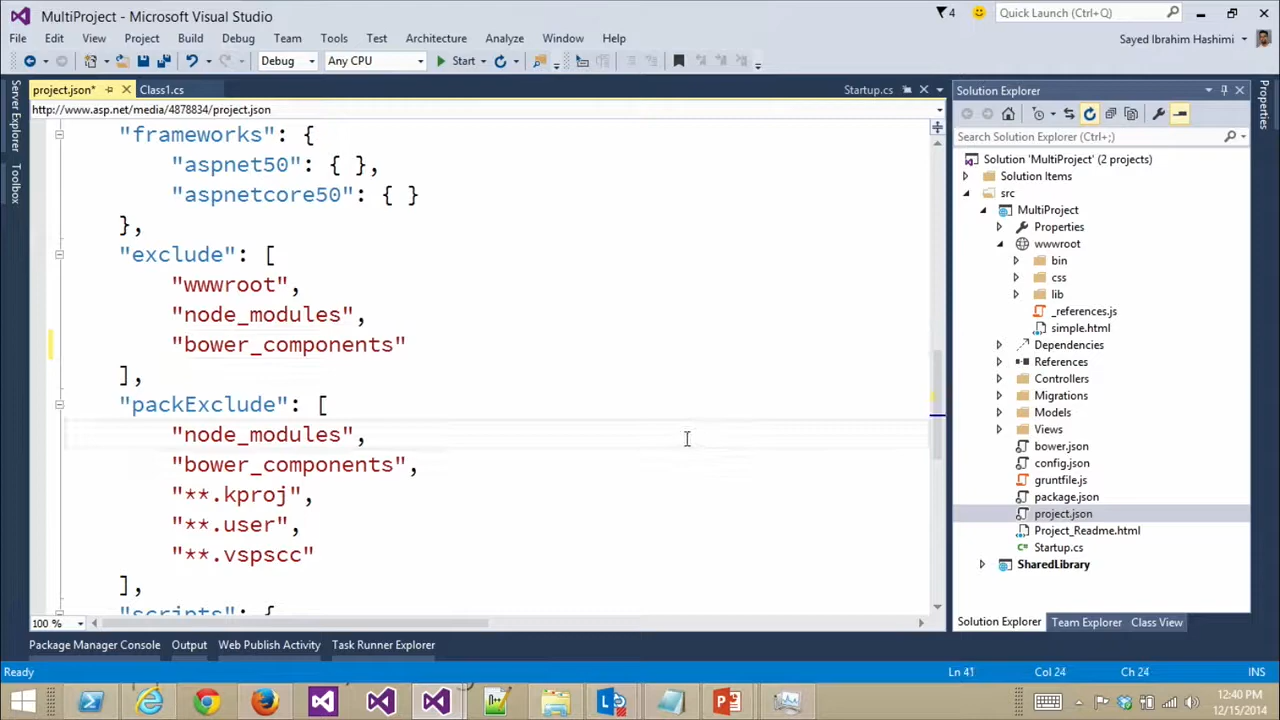 MultiProject - Microsoft Visual Studio
4
Quick Launch (Ctrl+Q)
File Edit View Project Build Debug Team Tools Test Architecture Analyze Window Help
Sayed Ibrahim Hashimi
Debug Any CPU Start
Server Explorer
Toolbox
project.json* Class1.cs Startup.cs
http://www.asp.net/media/4878834/project.json
"frameworks": {
"aspnet50": { },
"aspnetcore50": { }
},
"exclude": [
"wwwroot",
"node_modules",
"bower_components"
],
"packExclude": [
"node_modules",
"bower_components",
"**.kproj",
"**.user",
"**.vspscc"
],
"scripts": {
100 %
Solution Explorer
Search Solution Explorer (Ctrl+;)
Solution 'MultiProject' (2 projects)
Solution Items
src
MultiProject
Properties
wwwroot
bin
css
lib
_references.js
simple.html
Dependencies
References
Controllers
Migrations
Models
Views
bower.json
config.json
gruntfile.js
package.json
project.json
Project_Readme.html
Startup.cs
SharedLibrary
Solution Explorer Team Explorer Class View
Properties
Package Manager Console Output Web Publish Activity Task Runner Explorer
Ready Ln 41 Col 24 Ch 24 INS
12:40 PM
12/15/2014